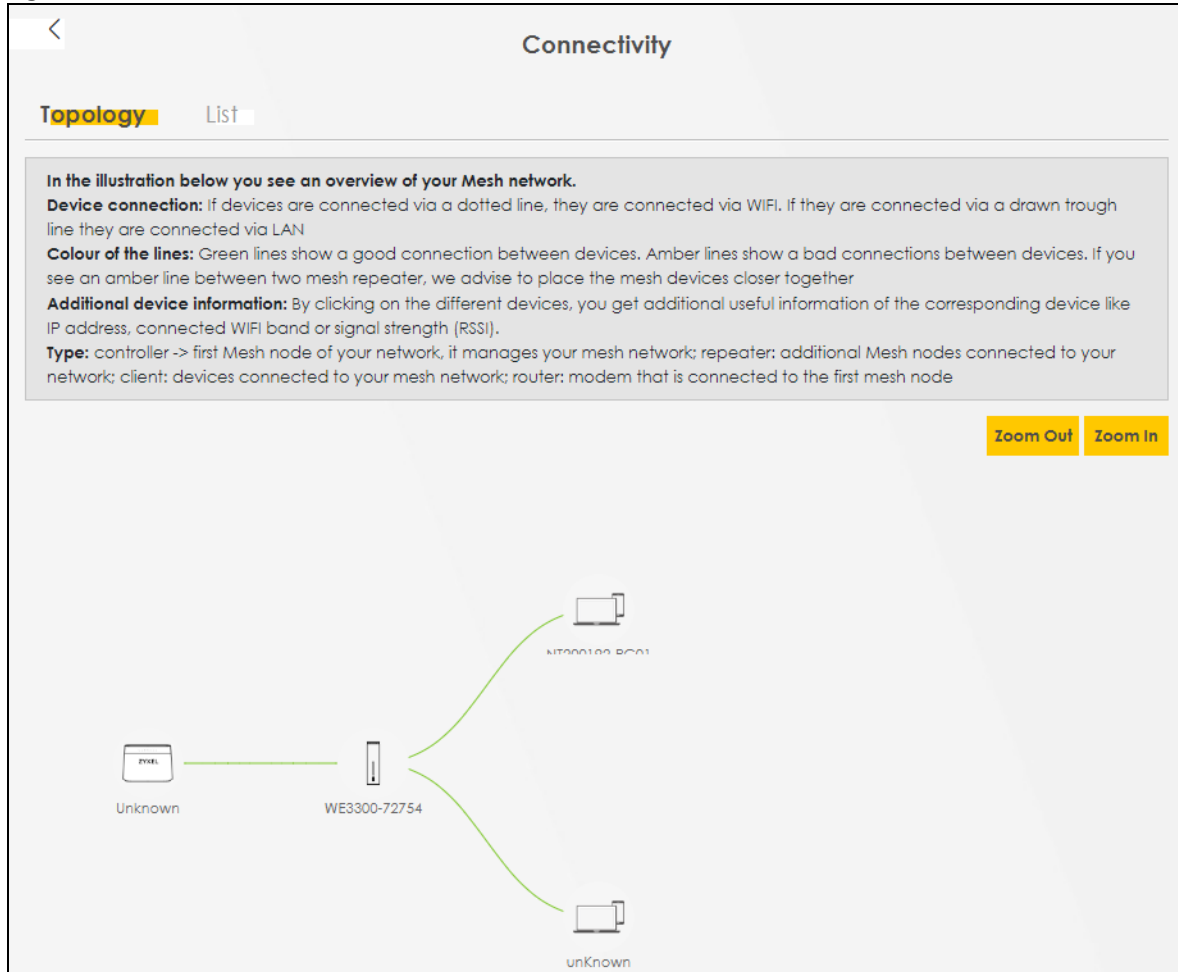 Connectivity
Topology List
In the illustration below you see an overview of your Mesh network.
Device connection: If devices are connected via a dotted line, they are connected via WIFI. If they are connected via a drawn trough
line they are connected via LAN
Colour of the lines: Green lines show a good connection between devices. Amber lines show a bad connections between devices. If you
see an amber line between two mesh repeater, we advise to place the mesh devices closer together
Additional device information: By clicking on the different devices, you get additional useful information of the corresponding device like
IP address, connected WIFI band or signal strength (RSSI).
Type: controller -> first Mesh node of your network, it manages your mesh network; repeater: additional Mesh nodes connected to your
network; client: devices connected to your mesh network; router: modem that is connected to the first mesh node
Zoom Out Zoom In
ZYXEL
Unknown
WE3300-72754
unKnown